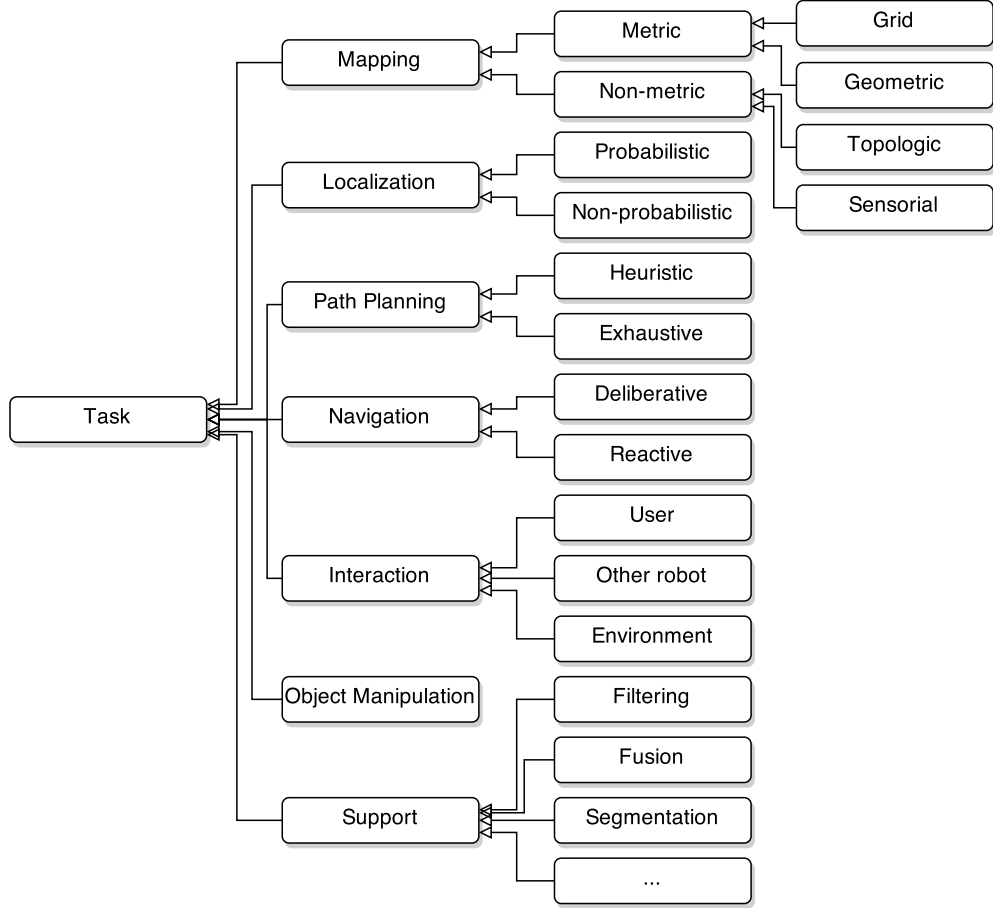 Task
Mapping
Localization
Path Planning
Navigation
Interaction
Object Manipulation
Support
Metric
Non-metric
Probabilistic
Non-probabilistic
Heuristic
Exhaustive
Deliberative
Reactive
User
Other robot
Environment
Filtering
Fusion
Segmentation
...
Grid
Geometric
Topologic
Sensorial